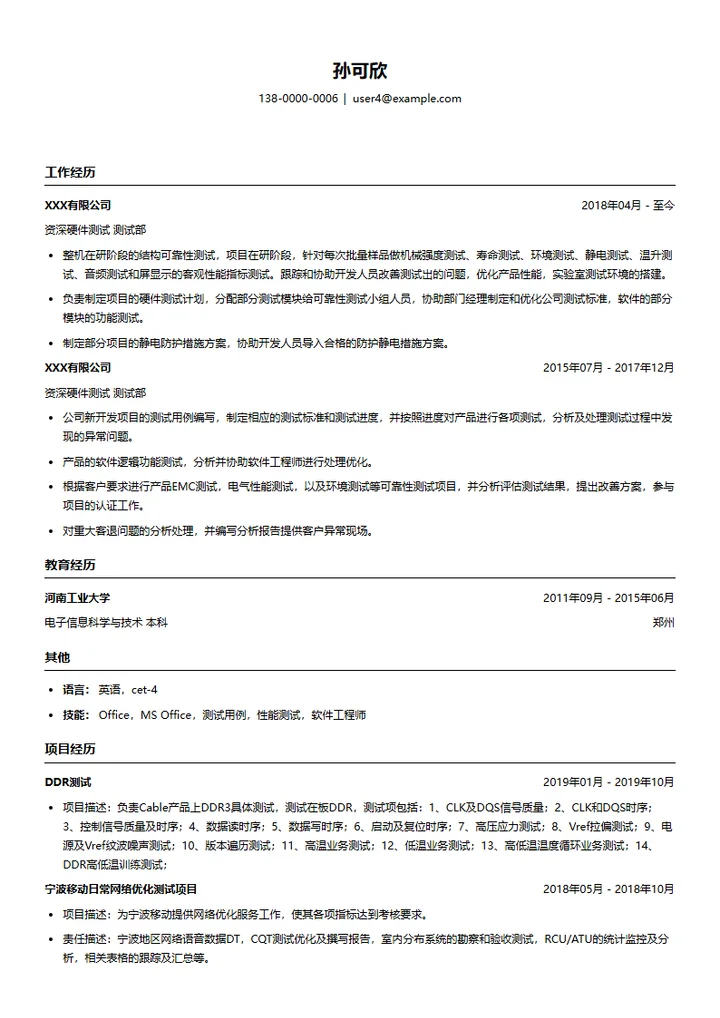 孙可欣
138-0000-0006 | user4@example.com
工作经历
XXX有限公司 2018年04月 - 至今
资深硬件测试 测试部
• 整机在研阶段的结构可靠性测试，项目在研阶段，针对每次批量样品做机械强度测试、寿命测试、环境测试、静电测试、温升测
试、音频测试和屏显示的客观性能指标测试。跟踪和协助开发人员改善测试出的问题，优化产品性能，实验室测试环境的搭建。
• 负责制定项目的硬件测试计划，分配部分测试模块给可靠性测试小组人员，协助部门经理制定和优化公司测试标准，软件的部分
模块的功能测试。
• 制定部分项目的静电防护措施方案，协助开发人员导入合格的防护静电措施方案。
XXX有限公司 2015年07月 - 2017年12月
资深硬件测试 测试部
• 公司新开发项目的测试用例编写，制定相应的测试标准和测试进度，并按照进度对产品进行各项测试，分析及处理测试过程中发
现的异常问题。
• 产品的软件逻辑功能测试，分析并协助软件工程师进行处理优化。
• 根据客户要求进行产品EMC测试，电气性能测试，以及环境测试等可靠性测试项目，并分析评估测试结果，提出改善方案，参与
项目的认证工作。
• 对重大客退问题的分析处理，并编写分析报告提供客户异常现场。
教育经历
河南工业大学 2011年09月 - 2015年06月
电子信息科学与技术 本科 郑州
其他
• 语言： 英语，cet-4
• 技能： Office，MS Office，测试用例，性能测试，软件工程师
项目经历
DDR测试 2019年01月 - 2019年10月
• 项目描述：负责Cable产品上DDR3具体测试，测试在板DDR，测试项包括：1、CLK及DQS信号质量；2、CLK和DQS时序；
3、控制信号质量及时序；4、数据读时序；5、数据写时序；6、启动及复位时序；7、高压应力测试；8、Vref拉偏测试；9、电
源及Vref纹波噪声测试；10、版本遍历测试；11、高温业务测试；12、低温业务测试；13、高低温温度循环业务测试；14、
DDR高低温训练测试；
宁波移动日常网络优化测试项目 2018年05月 - 2018年10月
• 项目描述：为宁波移动提供网络优化服务工作，使其各项指标达到考核要求。
• 责任描述：宁波地区网络语音数据DT，CQT测试优化及撰写报告，室内分布系统的勘察和验收测试，RCU/ATU的统计监控及分
析，相关表格的跟踪及汇总等。